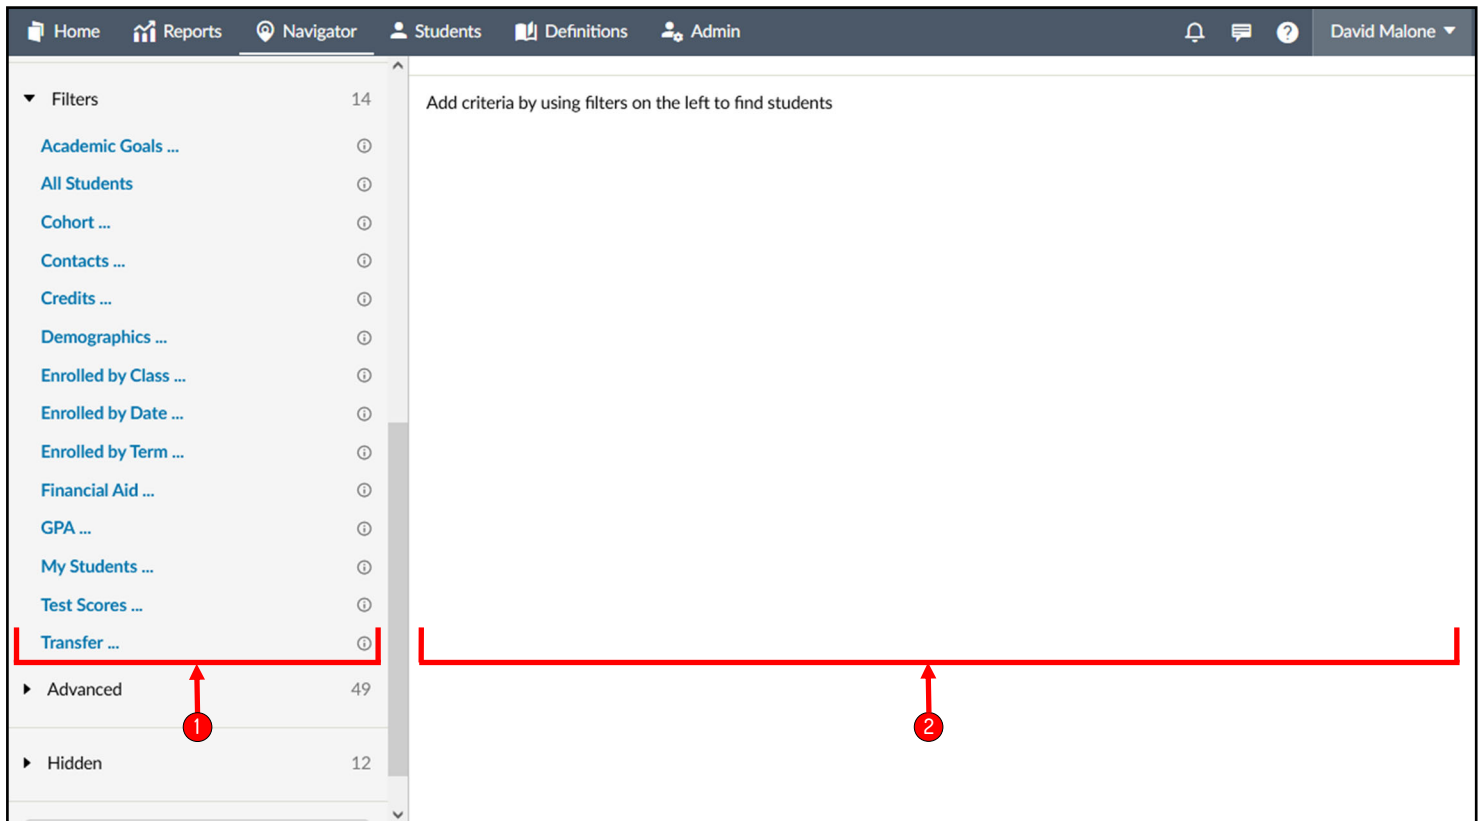 Home Reports Navigator Students Definitions Admin David Malone
Filters 14
Add criteria by using filters on the left to find students
Academic Goals ...
All Students
Cohort ...
Contacts ...
Credits ...
Demographics ...
Enrolled by Class ...
Enrolled by Date ...
Enrolled by Term ...
Financial Aid ...
GPA ...
My Students ...
Test Scores ...
Transfer ...
Advanced 49
1 2
Hidden 12